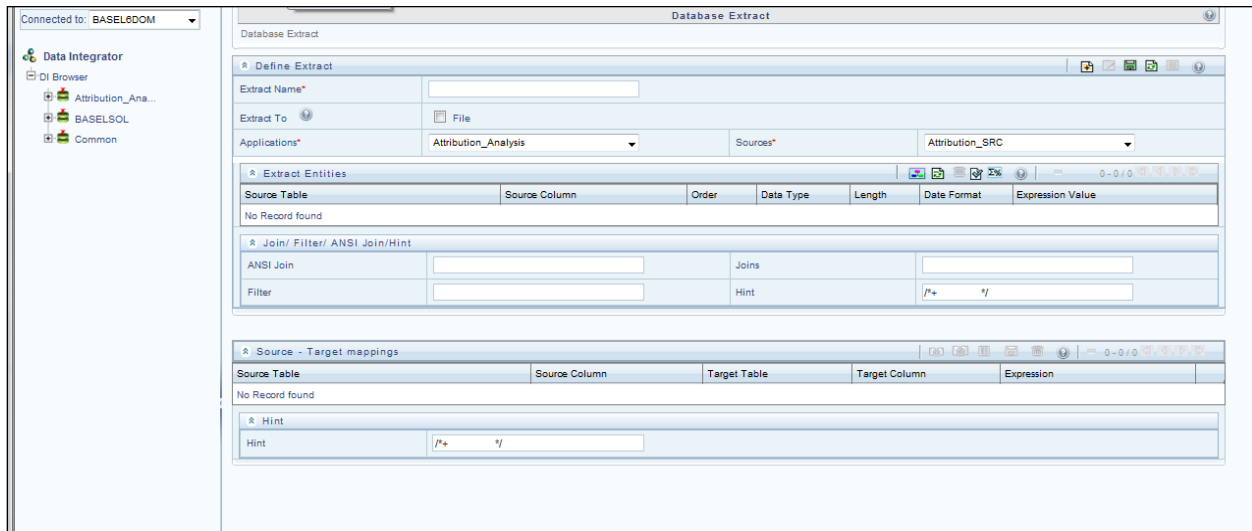 Connected to: BASEL6DOM
Data Integrator
DI Browser
Attribution_Ana...
BASELSOL
Common
Database Extract
Database Extract
Define Extract
Extract Name*
Extract To File
Applications* Attribution_Analysis Sources* Attribution_SRC
Extract Entities Σ% 0-0/0
Source Table Source Column Order Data Type Length Date Format Expression Value
No Record found
Join/ Filter/ ANSI Join/Hint
ANSI Join Joins
Filter Hint /*+ */
Source - Target mappings 0-0/0
Source Table Source Column Target Table Target Column Expression
No Record found
Hint
Hint /*+ */